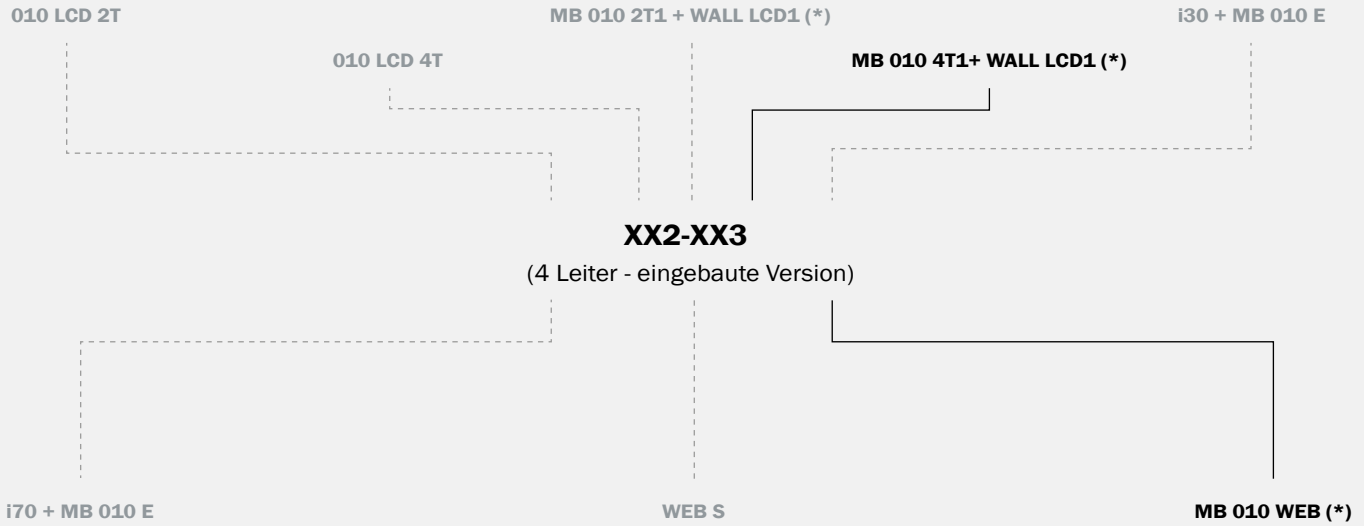 010 LCD 2T
MB 010 2T1 + WALL LCD1 (*)
i30 + MB 010 E
010 LCD 4T
MB 010 4T1+ WALL LCD1 (*)
XX2-XX3
(4 Leiter - eingebaute Version)
i70 + MB 010 E
WEB S
MB 010 WEB (*)